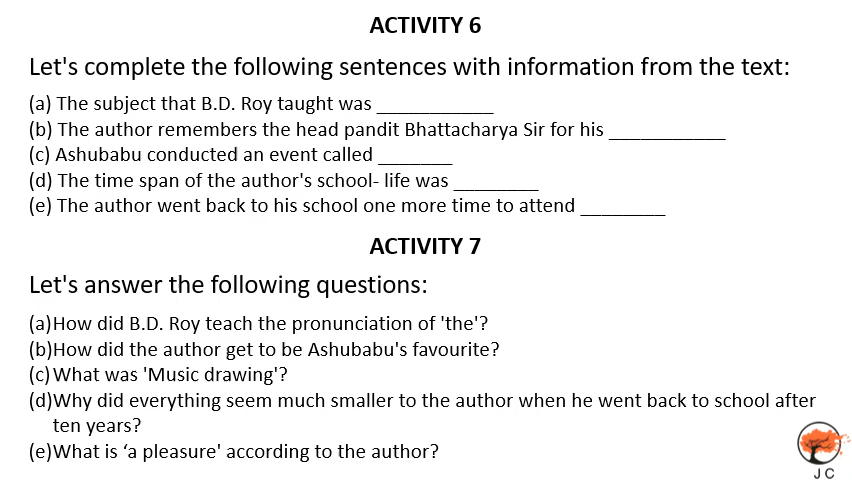 ACTIVITY 6
Let's complete the following sentences with information from the text:
(a) The subject that B.D. Roy taught was ___________
(b) The author remembers the head pandit Bhattacharya Sir for his ___________
(c) Ashubabu conducted an event called _______
(d) The time span of the author's school- life was ________
(e) The author went back to his school one more time to attend ________
ACTIVITY 7
Let's answer the following questions:
(a)How did B.D. Roy teach the pronunciation of 'the'?
(b)How did the author get to be Ashubabu's favourite?
(c)What was 'Music drawing'?
(d)Why did everything seem much smaller to the author when he went back to school after
ten years?
(e)What is ‘a pleasure' according to the author?
J C